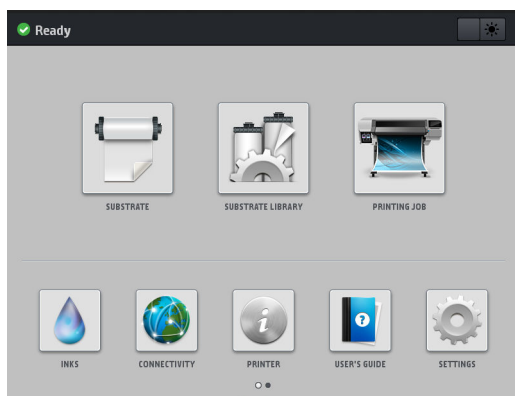 Ready
SUBSTRATE
SUBSTRATE LIBRARY
PRINTING JOB
INKS
CONNECTIVITY
PRINTER
USER'S GUIDE
SETTINGS